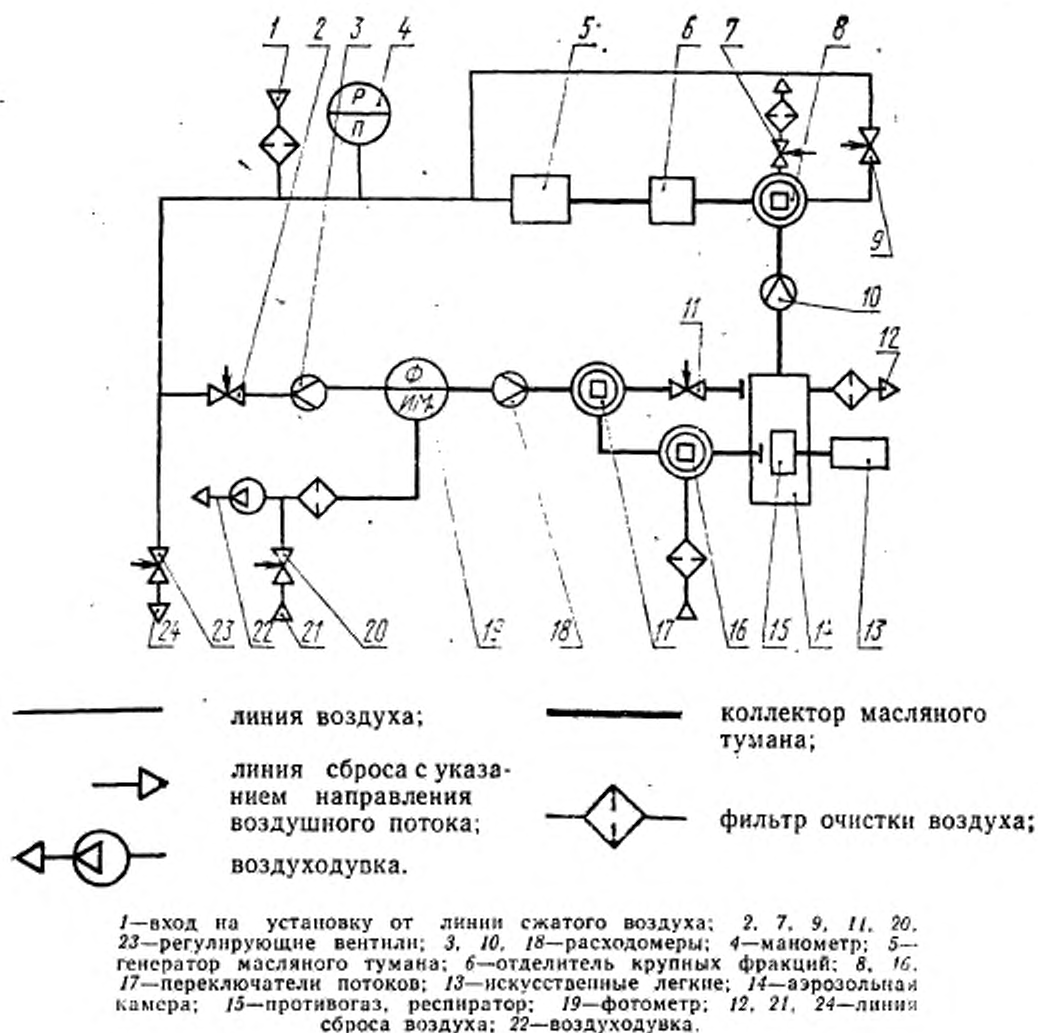 1 2 3 4 5 6 7 8
Р
П
9
10
11
12
Ф
ИМ
24 23 22 21 20 19 18 17 16 15 14 13
линия воздуха;
коллектор масляного
тумана;
линия сброса с указа-
нием направления
воздушного потока;
фильтр очистки воздуха;
воздуходувка.
1—вход на установку от линии сжатого воздуха; 2, 7, 9, 11, 20,
23—регулирующие вентили; 3, 10, 18—расходомеры; 4—манометр; 5—
генератор масляного тумана; 6—отделитель крупных фракций; 8, 16,
17—переключатели потоков; 13—искусственные легкие; 14—аэрозольная
камера; 15—противогаз, респиратор; 19—фотометр; 12, 21, 24—линия
сброса воздуха; 22—воздуходувка.